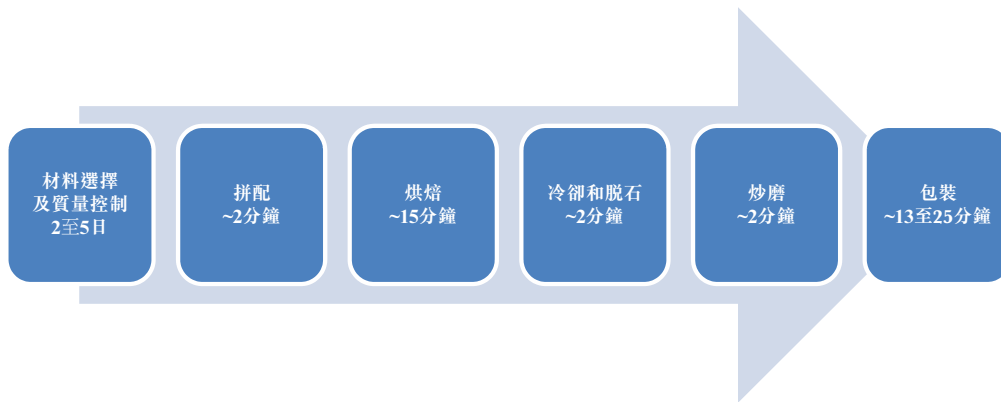 材料選擇
及質量控制
2至5日
拼配
~2分鐘
烘焙
~15分鐘
冷卻和脱石
~2分鐘
炒磨
~2分鐘
包裝
~13至25分鐘